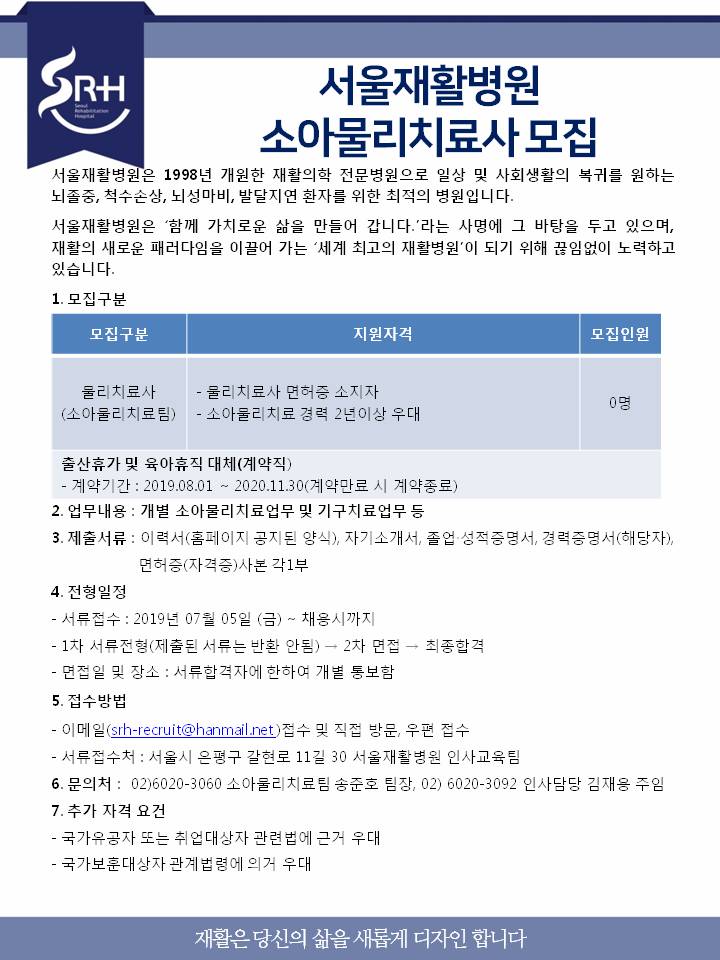 SRH
Seoul
Rehabilitation
Hospital
서울재활병원
소아물리치료사 모집
서울재활병원은 1998년 개원한 재활의학 전문병원으로 일상 및 사회생활의 복귀를 원하는
뇌졸중, 척수손상, 뇌성마비, 발달지연 환자를 위한 최적의 병원입니다.
서울재활병원은 ‘함께 가치로운 삶을 만들어 갑니다.’라는 사명에 그 바탕을 두고 있으며,
재활의 새로운 패러다임을 이끌어 가는 ‘세계 최고의 재활병원’이 되기 위해 끊임없이 노력하고
있습니다.
1. 모집구분
모집구분 지원자격 모집인원
물리치료사 - 물리치료사 면허증 소지자
(소아물리치료팀) - 소아물리치료 경력 2년이상 우대 0명
출산휴가 및 육아휴직 대체(계약직)
- 계약기간 : 2019.08.01 ~ 2020.11.30(계약만료 시 계약종료)
2. 업무내용 : 개별 소아물리치료업무 및 기구치료업무 등
3. 제출서류 : 이력서(홈페이지 공지된 양식), 자기소개서, 졸업·성적증명서, 경력증명서(해당자),
면허증(자격증)사본 각1부
4. 전형일정
- 서류접수 : 2019년 07월 05일 (금) ~ 채용시까지
- 1차 서류전형(제출된 서류는 반환 안됨) → 2차 면접 → 최종합격
- 면접일 및 장소 : 서류합격자에 한하여 개별 통보함
5. 접수방법
- 이메일(srh-recruit@hanmail.net )접수 및 직접 방문, 우편 접수
- 서류접수처 : 서울시 은평구 갈현로 11길 30 서울재활병원 인사교육팀
6. 문의처 : 02)6020-3060 소아물리치료팀 송준호 팀장, 02) 6020-3092 인사담당 김재용 주임
7. 추가 자격 요건
- 국가유공자 또는 취업대상자 관련법에 근거 우대
- 국가보훈대상자 관계법령에 의거 우대
재활은 당신의 삶을 새롭게 디자인 합니다